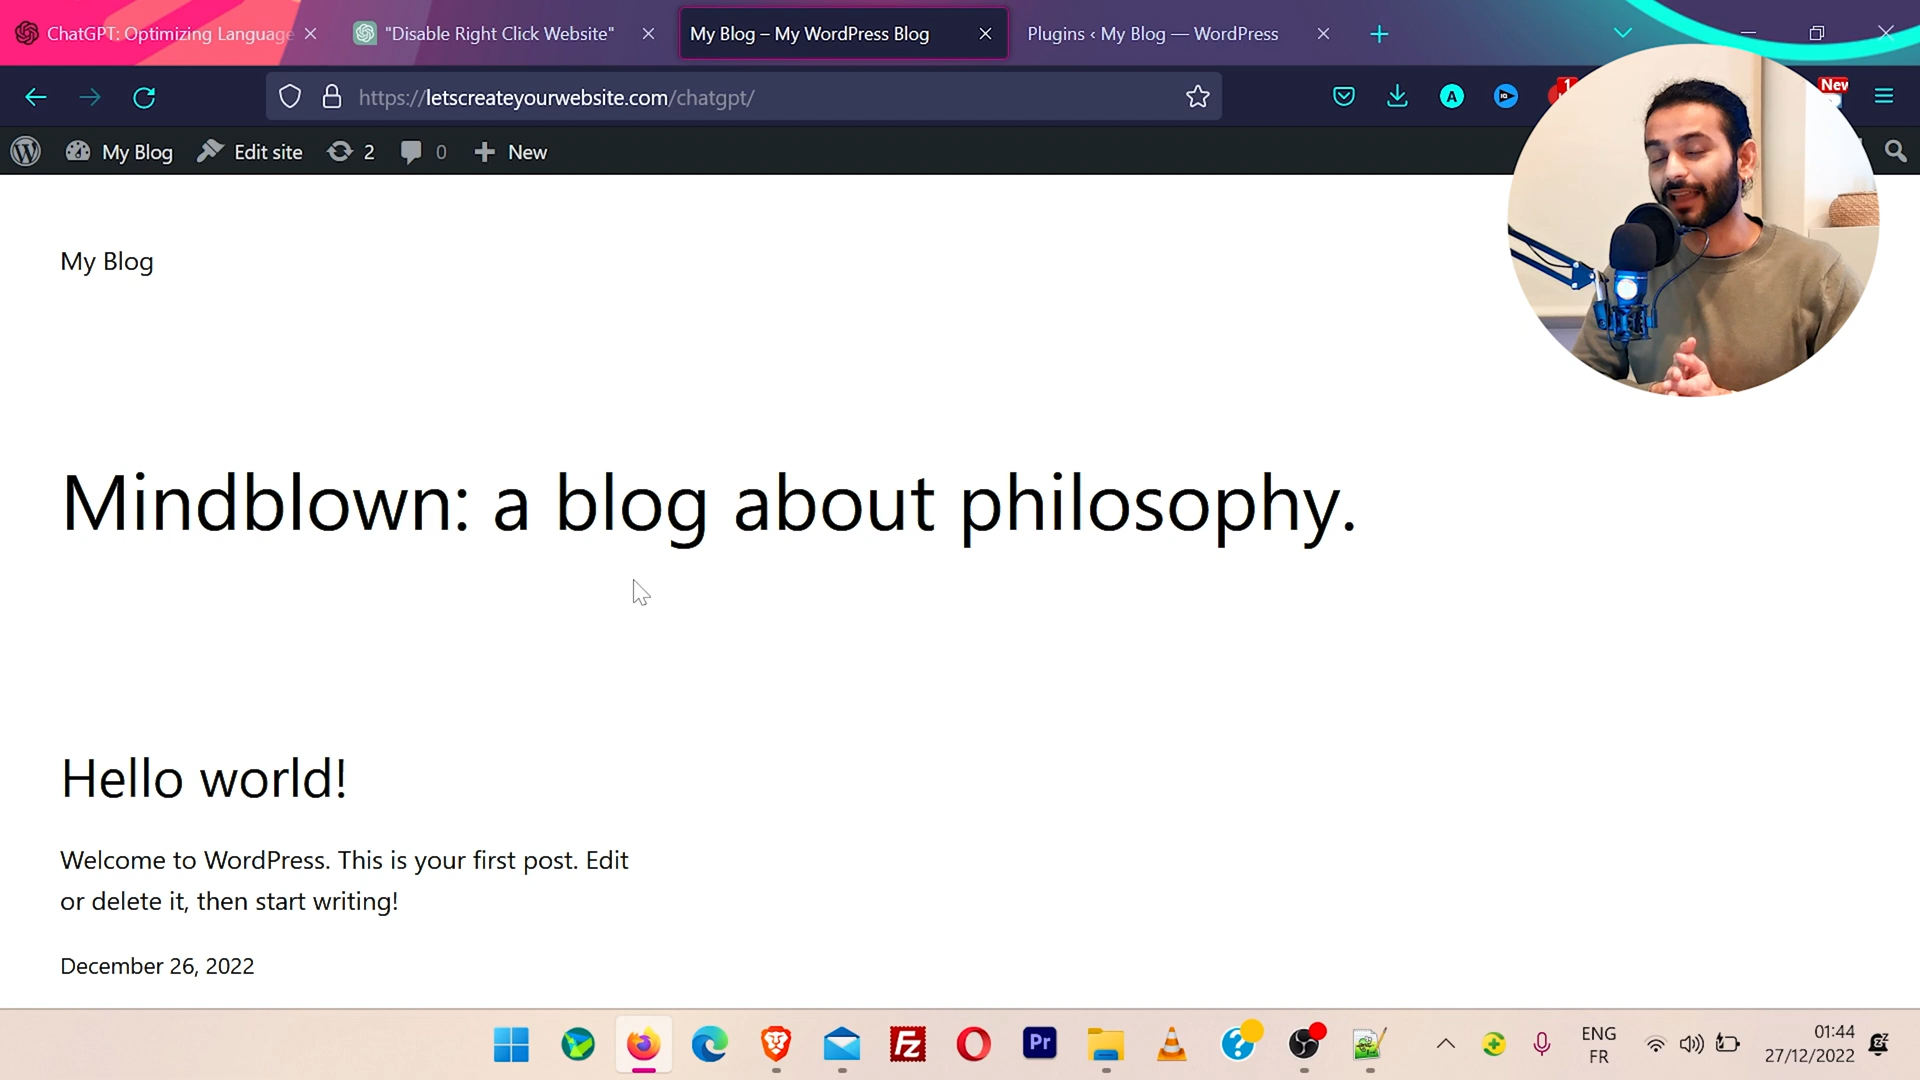 ChatGPT: Optimizing Language
"Disable Right Click Website"
My Blog – My WordPress Blog
Plugins ‹ My Blog — WordPress
https://letscreateyourwebsite.com/chatgpt/
A
1
New
My Blog
Edit site
2
0
New
My Blog
Mindblown: a blog about philosophy.
Hello world!
Welcome to WordPress. This is your first post. Edit
or delete it, then start writing!
December 26, 2022
Fz
Pr
?
ENG
FR
01:44
27/12/2022